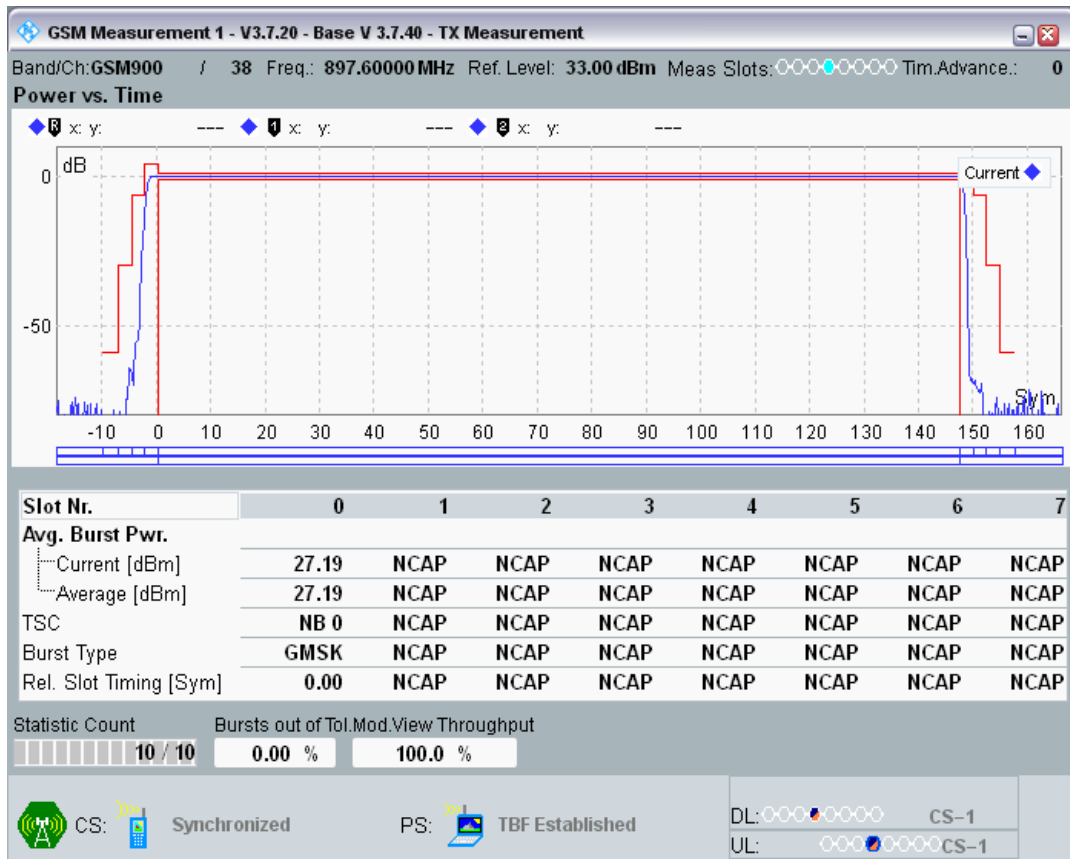 GSM Measurement 1 - V3.7.20 - Base V 3.7.40 - TX Measurement
Band/Ch:GSM900 / 38 Freq.: 897.60000 MHz Ref. Level: 33.00 dBm Meas Slots: Tim.Advance.: 0
Power vs. Time
R x: y: --- 1 x: y: --- 2 x: y: ---
dB
Current
0
-50
Sym
-10 0 10 20 30 40 50 60 70 80 90 100 110 120 130 140 150 160
Slot Nr. 0 1 2 3 4 5 6 7
Avg. Burst Pwr.
Current [dBm] 27.19 NCAP NCAP NCAP NCAP NCAP NCAP NCAP
Average [dBm] 27.19 NCAP NCAP NCAP NCAP NCAP NCAP NCAP
TSC NB 0 NCAP NCAP NCAP NCAP NCAP NCAP NCAP
Burst Type GMSK NCAP NCAP NCAP NCAP NCAP NCAP NCAP
Rel. Slot Timing [Sym] 0.00 NCAP NCAP NCAP NCAP NCAP NCAP NCAP
Statistic Count Bursts out of Tol.Mod.View Throughput
10 / 10 0.00 % 100.0 %
CS: Synchronized PS: TBF Established
DL: CS-1
UL: CS-1